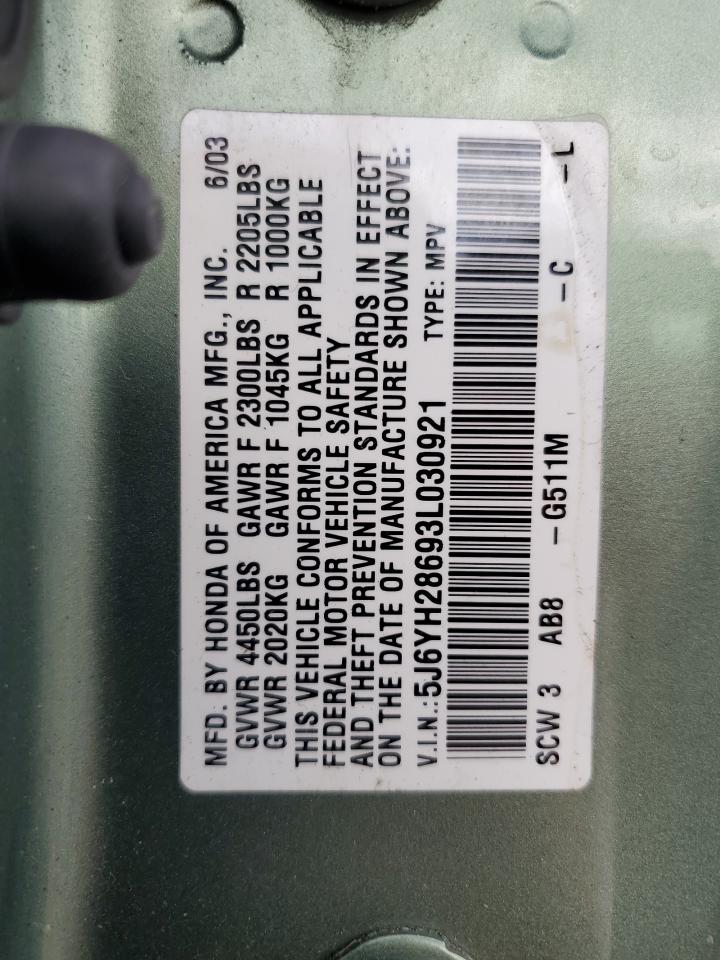 MFD. BY HONDA OF AMERICA MFG., INC. 6/03
GVWR 4450LBS GAWR F 2300LBS R 2205LBS
GVWR 2020KG GAWR F 1045KG R 1000KG
THIS VEHICLE CONFORMS TO ALL APPLICABLE
FEDERAL MOTOR VEHICLE SAFETY
AND THEFT PREVENTION STANDARDS IN EFFECT
ON THE DATE OF MANUFACTURE SHOWN ABOVE:
V.I.N.:5J6YH28693L030921 TYPE: MPV
SCW 3 AB8 -G511M -C -L